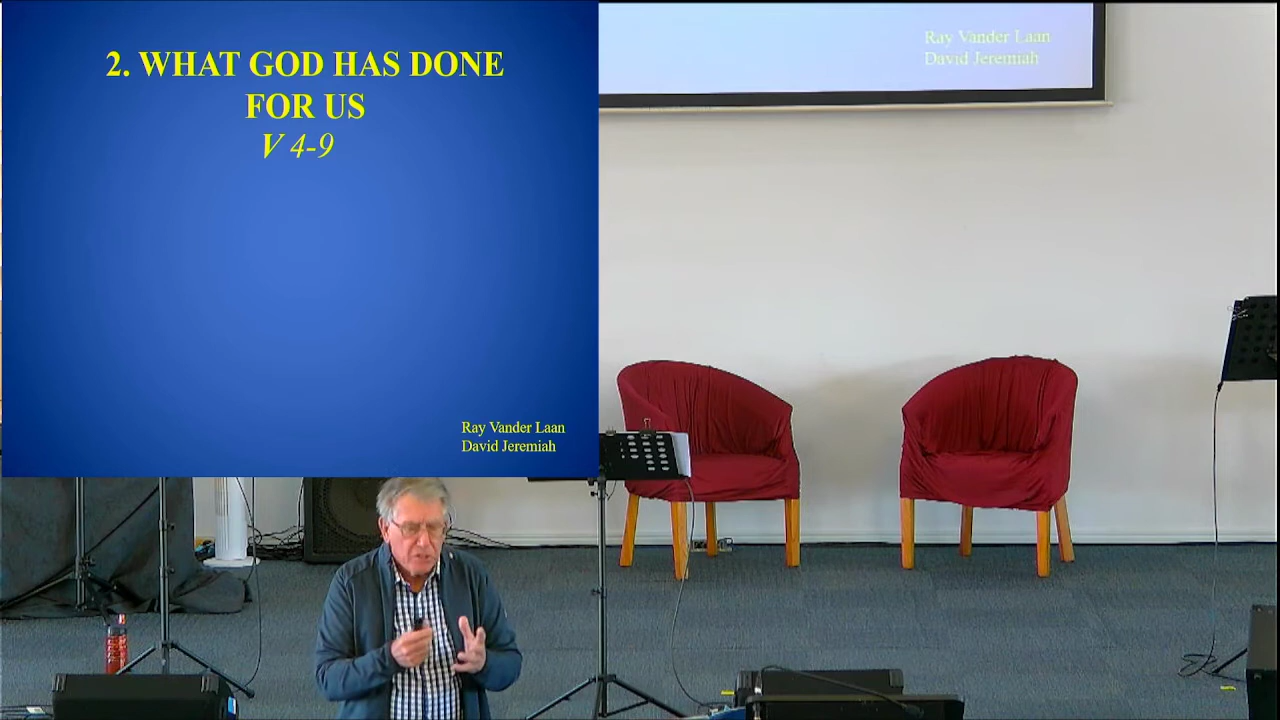 2. WHAT GOD HAS DONE
FOR US
V 4-9
Ray Vander Laan
David Jeremiah
Ray Vander Laan
David Jeremiah